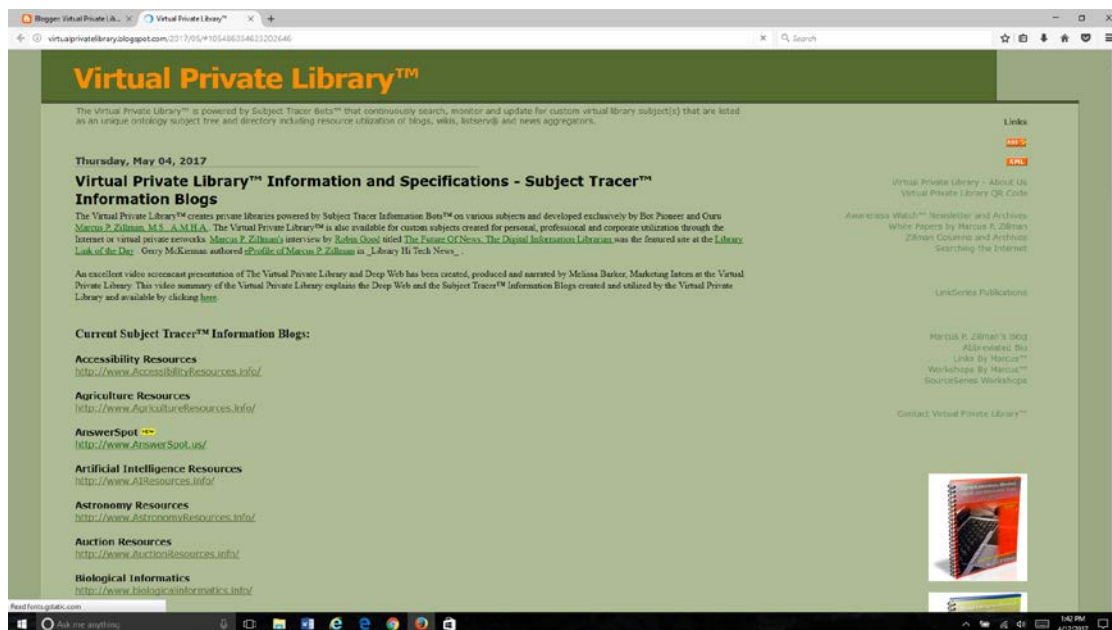 Blogger: Virtual Private Lib...
Virtual Private Library™
virtualprivatelibrary.blogspot.com/2017/05/#105486354623202646
Search
Virtual Private Library™
The Virtual Private Library™ is powered by Subject Tracer Bots™ that continuously search, monitor and update for custom virtual library subject(s) that are listed
as an unique ontology subject tree and directory including resource utilization of blogs, wikis, listserv® and news aggregators.
Thursday, May 04, 2017
Virtual Private Library™ Information and Specifications - Subject Tracer™
Information Blogs
The Virtual Private Library™ creates private libraries powered by Subject Tracer Information Bots™ on various subjects and developed exclusively by Bot Pioneer and Guru
Marcus P. Zillman, M.S., A.M.H.A.. The Virtual Private Library™ is also available for custom subjects created for personal, professional and corporate utilization through the
Internet or virtual private networks. Marcus P. Zillman's interview by Robin Good titled The Future Of News: The Digital Information Librarian was the featured site at the Library
Link of the Day . Gerry McKiernan authored eProfile of Marcus P. Zillman in _Library Hi Tech News_ .
An excellent video screencast presentation of The Virtual Private Library and Deep Web has been created, produced and narrated by Melissa Barker, Marketing Intern at the Virtual
Private Library. This video summary of the Virtual Private Library explains the Deep Web and the Subject Tracer™ Information Blogs created and utilized by the Virtual Private
Library and available by clicking here.
Current Subject Tracer™ Information Blogs:
Accessibility Resources
http://www.AccessibilityResources.info/
Agriculture Resources
http://www.AgricultureResources.info/
AnswerSpot NEW
http://www.AnswerSpot.us/
Artificial Intelligence Resources
http://www.AIResources.info/
Astronomy Resources
http://www.AstronomyResources.info/
Auction Resources
http://www.AuctionResources.info/
Biological Informatics
http://www.biologicalinformatics.info/
Links
XML
Virtual Private Library - About Us
Virtual Private Library QR Code
Awareness Watch™ Newsletter and Archives
White Papers by Marcus P. Zillman
Zillman Columns and Archives
Searching the Internet
LinkSeries Publications
Marcus P. Zillman's Blog
Abbreviated Bio
Links By Marcus™
Workshops By Marcus™
SourceSeries Workshops
Contact Virtual Private Library™
Read fonts.gstatic.com
Ask me anything
1:42 PM
4/12/2017